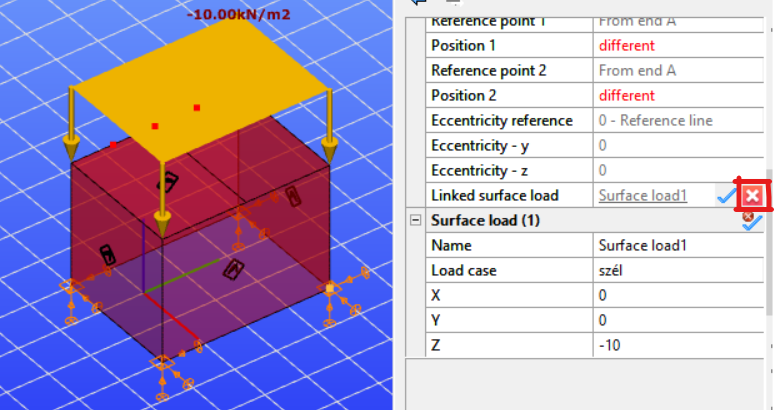 -10.00kN/m2
Reference point 1 From end A
Position 1 different
Reference point 2 From end A
Position 2 different
Eccentricity reference 0 - Reference line
Eccentricity - y 0
Eccentricity - z 0
Linked surface load Surface load1
Surface load (1)
Name Surface load1
Load case szél
X 0
Y 0
Z -10